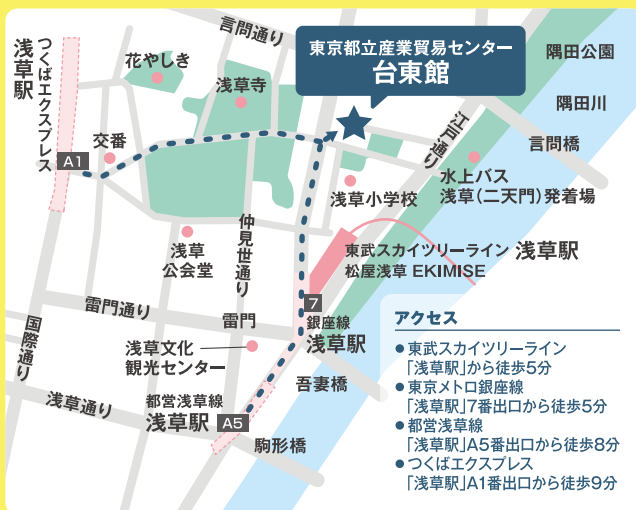 言問通り
東京都立産業貿易センター
台東館
つくばエクスプレス
浅草駅
花やしき
浅草寺
隅田公園
隅田川
言問橋
江戸通り
交番
A1
水上バス
浅草(二天門)発着場
浅草小学校
仲見世通り
浅草
公会堂
東武スカイツリーライン 浅草駅
松屋浅草 EKIMISE
雷門通り
7
銀座線
浅草駅
雷門
国際通り
浅草文化
観光センター
吾妻橋
浅草通り
都営浅草線
浅草駅 A5
駒形橋
アクセス
●東武スカイツリーライン
「浅草駅」から徒歩5分
●東京メトロ銀座線
「浅草駅」7番出口から徒歩5分
●都営浅草線
「浅草駅」A5番出口から徒歩8分
●つくばエクスプレス
「浅草駅」A1番出口から徒歩9分